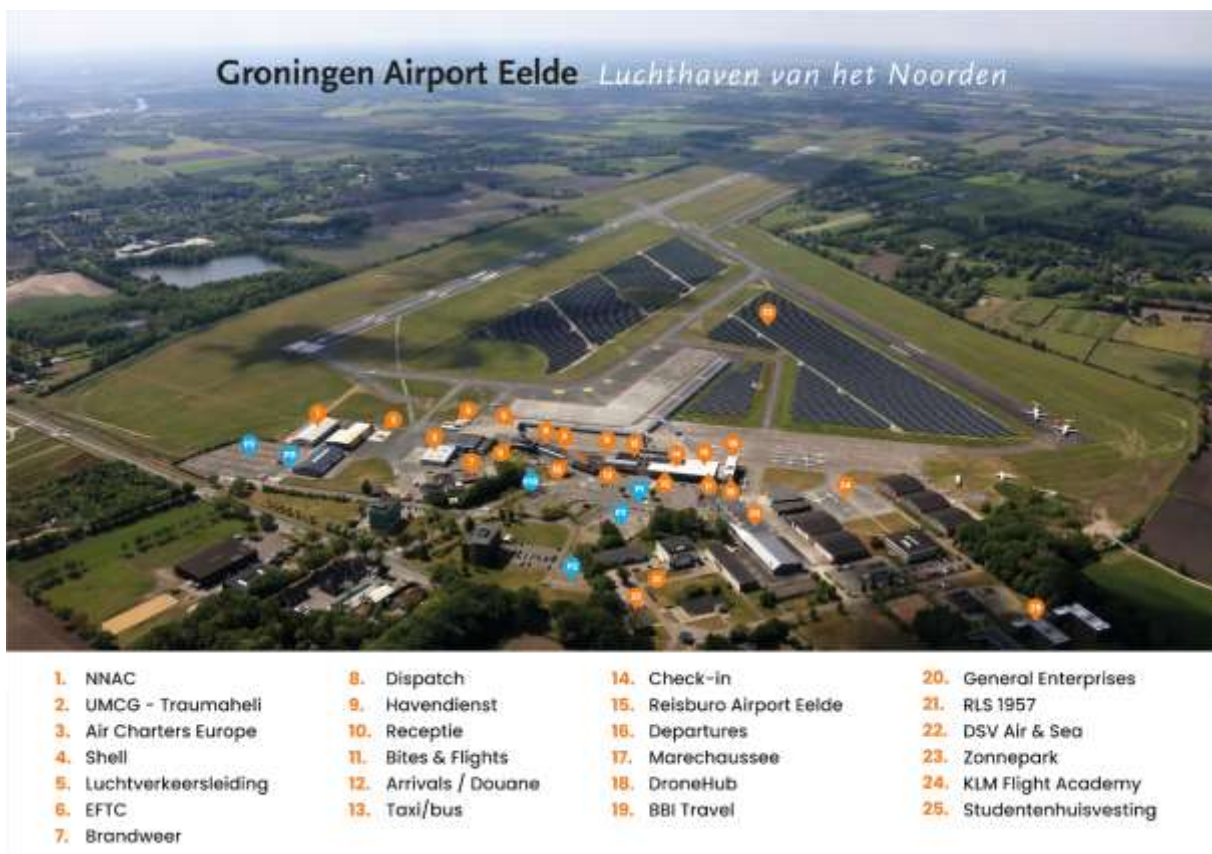 Groningen Airport Eelde Luchthaven van het Noorden
1. NNAC
2. UMCG - Traumaheli
3. Air Charters Europe
4. Shell
5. Luchtverkeersleiding
6. EFTC
7. Brandweer
8. Dispatch
9. Havendienst
10. Receptie
11. Bites & Flights
12. Arrivals / Douane
13. Taxi/bus
14. Check-in
15. Reisburo Airport Eelde
16. Departures
17. Marechaussee
18. DroneHub
19. BBI Travel
20. General Enterprises
21. RLS 1957
22. DSV Air & Sea
23. Zonnepark
24. KLM Flight Academy
25. Studentenhuisvesting